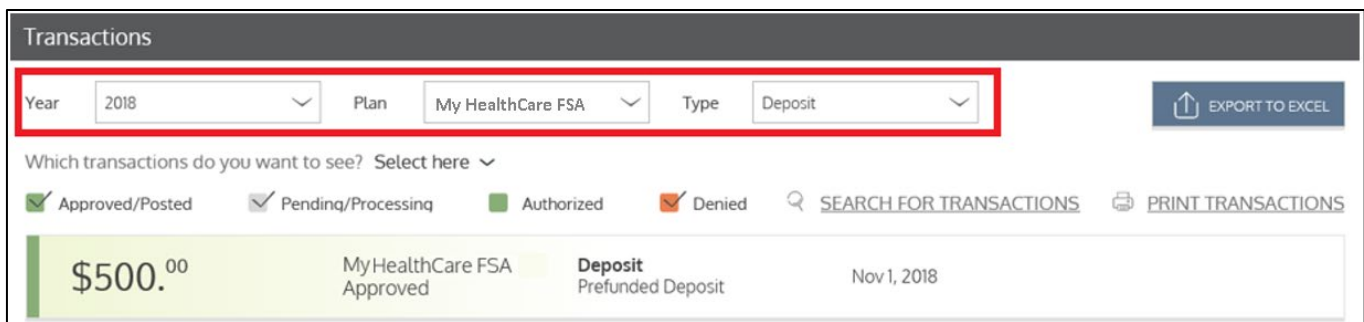 Transactions
Year 2018 Plan My HealthCare FSA Type Deposit EXPORT TO EXCEL
Which transactions do you want to see? Select here
Approved/Posted Pending/Processing Authorized Denied SEARCH FOR TRANSACTIONS PRINT TRANSACTIONS
$500.00 MyHealthCare FSA Deposit Nov 1, 2018
Approved Prefunded Deposit